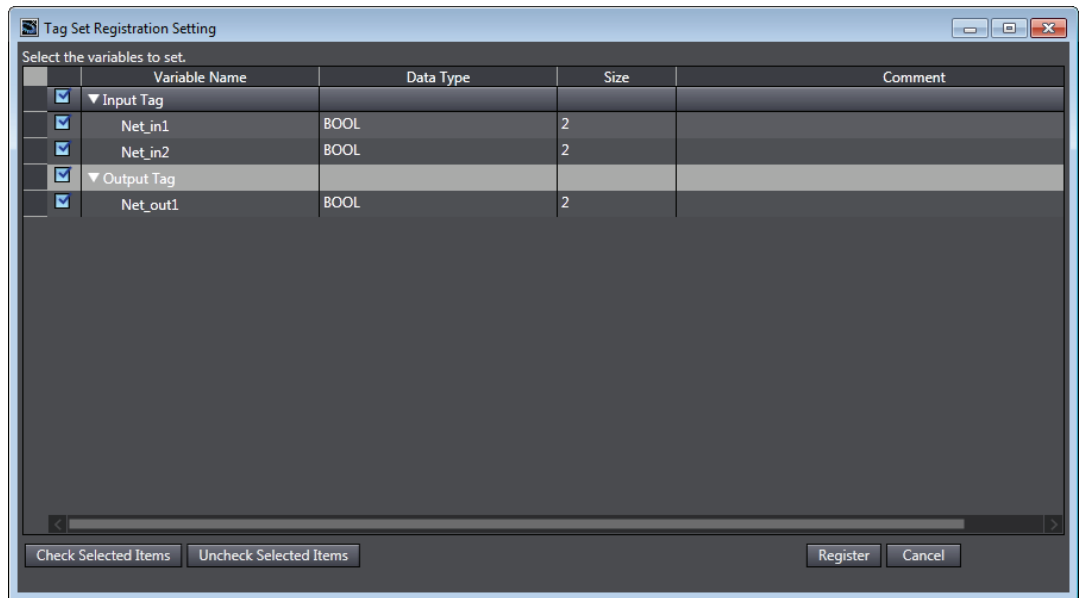 Tag Set Registration Setting
Select the variables to set.
Variable Name Data Type Size Comment
▼ Input Tag
Net_in1 BOOL 2
Net_in2 BOOL 2
▼ Output Tag
Net_out1 BOOL 2
Check Selected Items Uncheck Selected Items Register Cancel